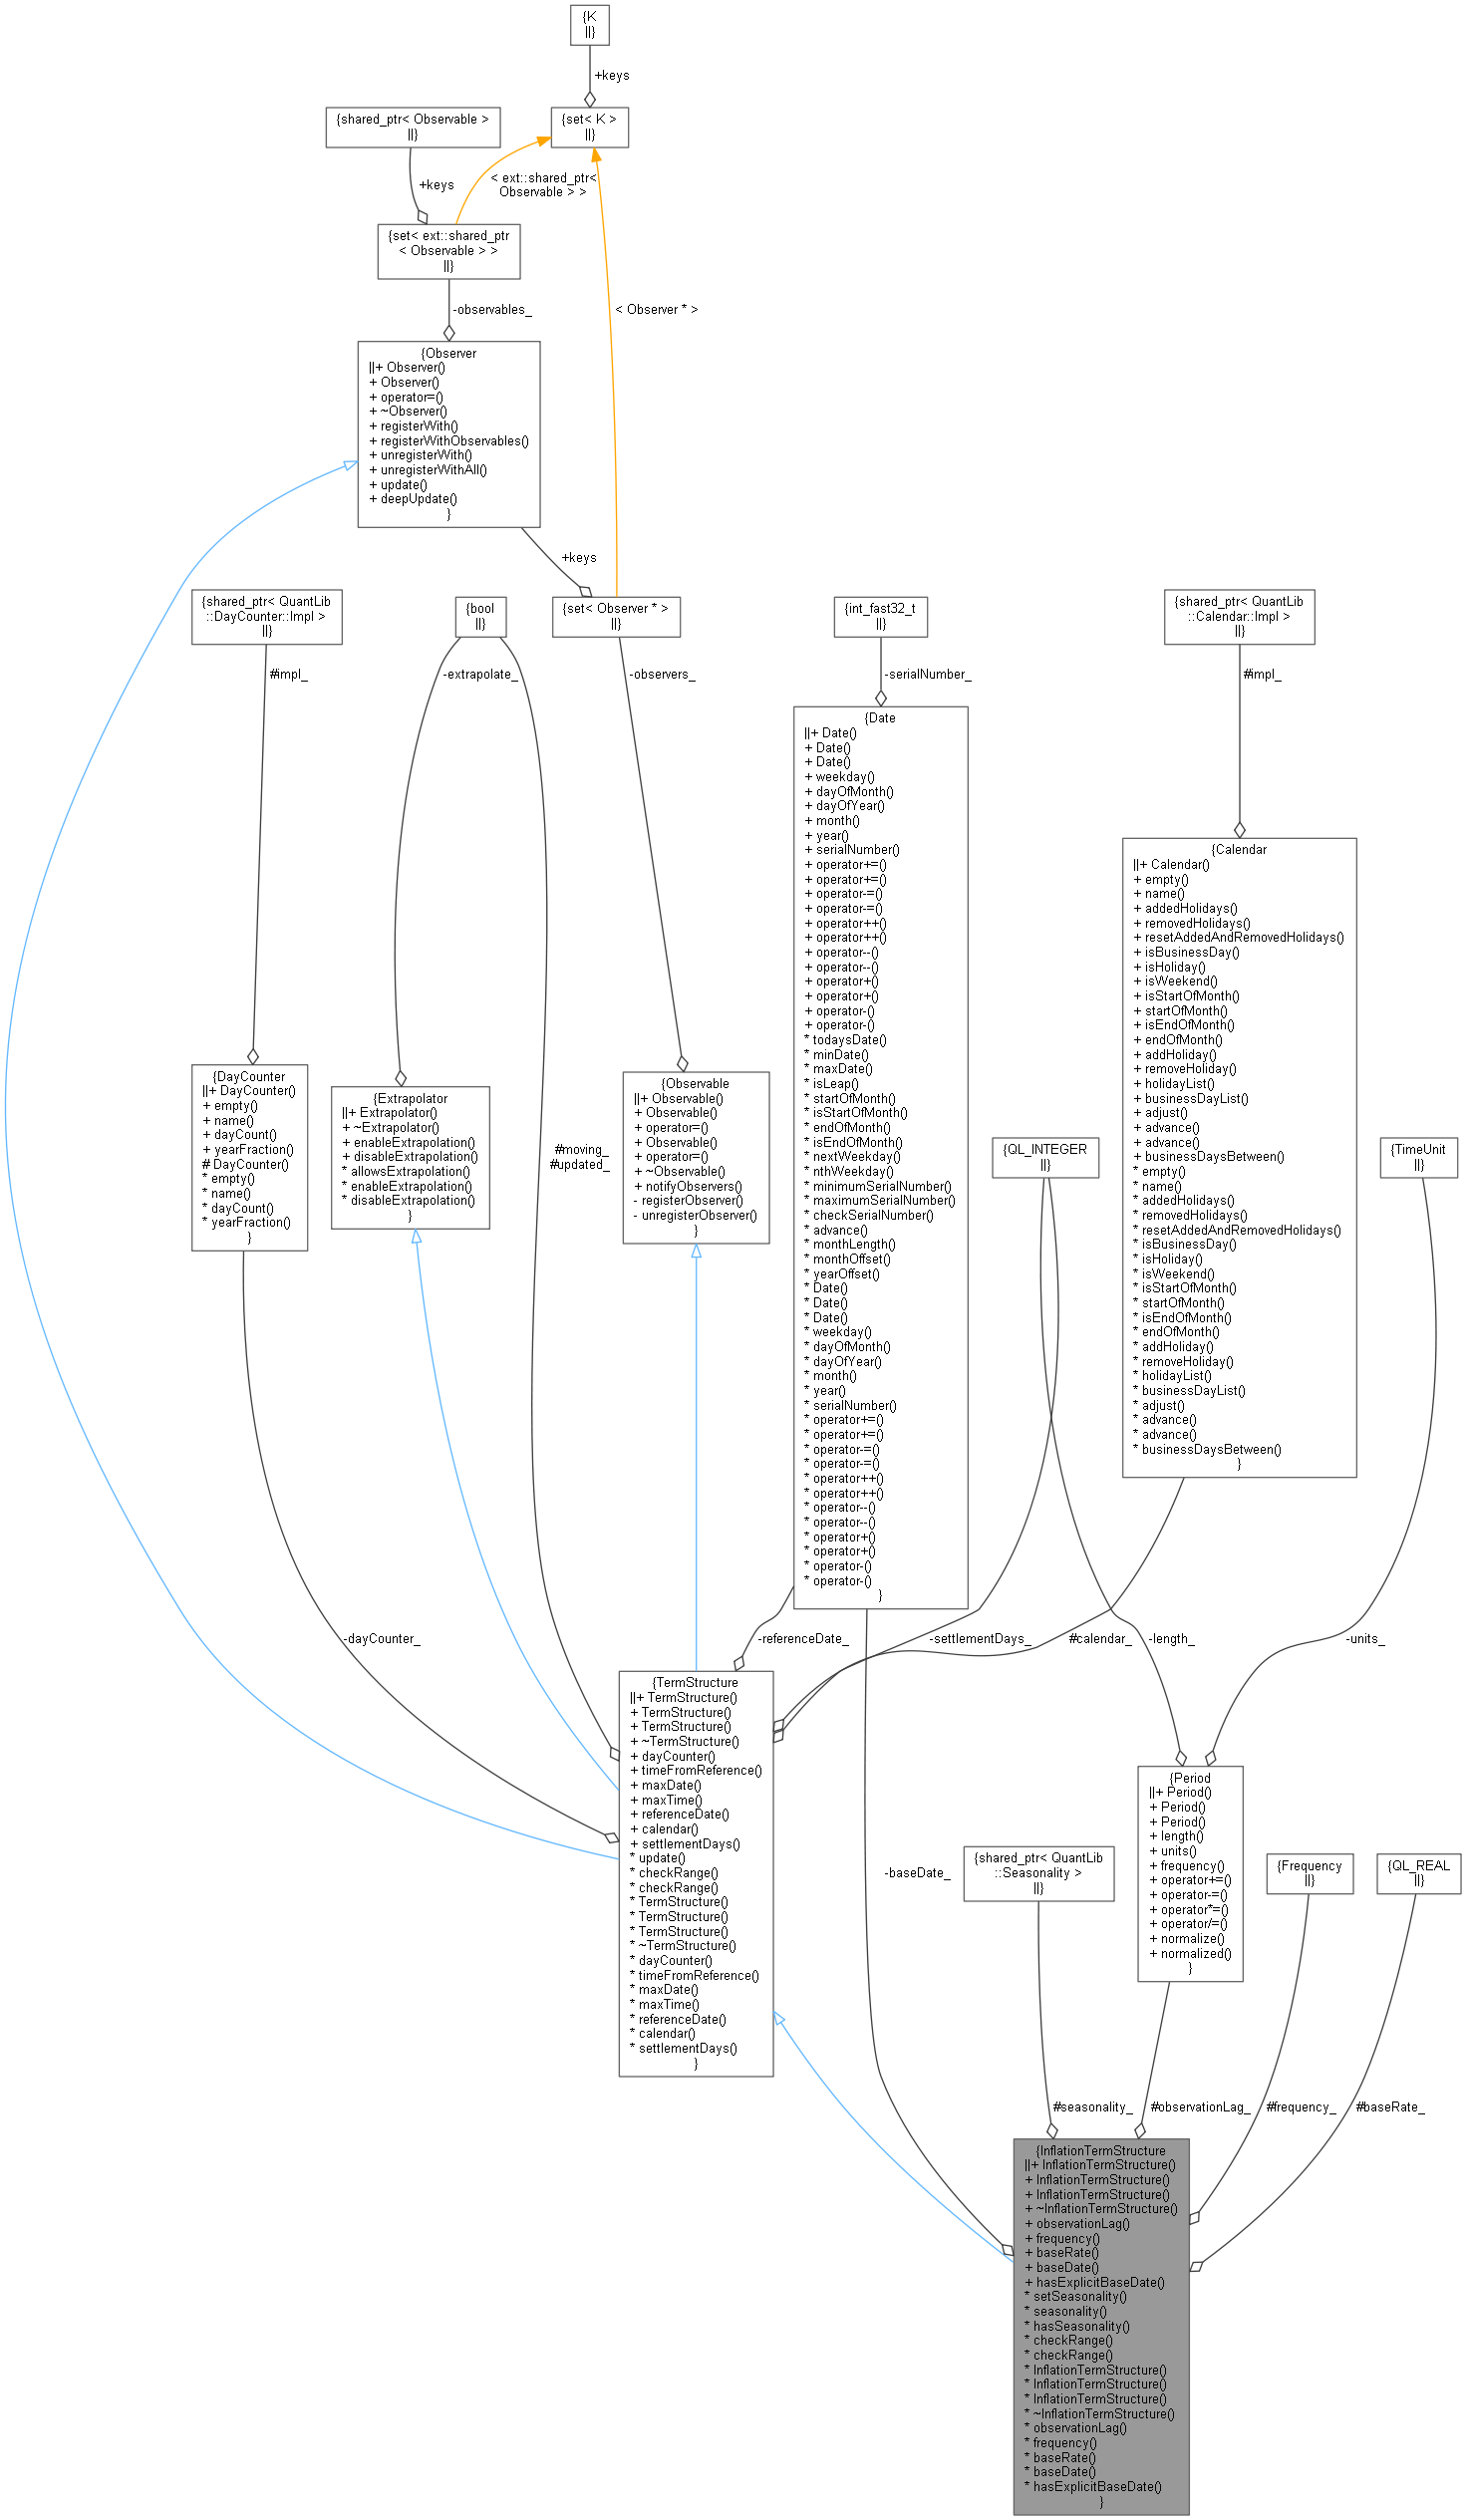 {K
||}
+keys
{shared_ptr< Observable >
||}
{set< K >
||}
+keys
< ext::shared_ptr<
Observable > >
{set< ext::shared_ptr
< Observable > >
||}
-observables_
< Observer * >
{Observer
||+ Observer()
+ Observer()
+ operator=()
+ ~Observer()
+ registerWith()
+ registerWithObservables()
+ unregisterWith()
+ unregisterWithAll()
+ update()
+ deepUpdate()
}
+keys
{shared_ptr< QuantLib
::DayCounter::Impl >
||}
{bool
||}
{set< Observer * >
||}
{int_fast32_t
||}
{shared_ptr< QuantLib
::Calendar::Impl >
||}
#impl_
-extrapolate_
-observers_
-serialNumber_
#impl_
{Date
||+ Date()
+ Date()
+ Date()
+ weekday()
+ dayOfMonth()
+ dayOfYear()
+ month()
+ year()
+ serialNumber()
+ operator+=()
+ operator+=()
+ operator-=()
+ operator-=()
+ operator++()
+ operator++()
+ operator--()
+ operator--()
+ operator+()
+ operator+()
+ operator-()
+ operator-()
* todaysDate()
* minDate()
* maxDate()
* isLeap()
* startOfMonth()
* isStartOfMonth()
* endOfMonth()
* isEndOfMonth()
* nextWeekday()
* nthWeekday()
* minimumSerialNumber()
* maximumSerialNumber()
* checkSerialNumber()
* advance()
* monthLength()
* monthOffset()
* yearOffset()
* Date()
* Date()
* Date()
* weekday()
* dayOfMonth()
* dayOfYear()
* month()
* year()
* serialNumber()
* operator+=()
* operator+=()
* operator-=()
* operator-=()
* operator++()
* operator++()
* operator--()
* operator--()
* operator+()
* operator+()
* operator-()
* operator-()
}
{Calendar
||+ Calendar()
+ empty()
+ name()
+ addedHolidays()
+ removedHolidays()
+ resetAddedAndRemovedHolidays()
+ isBusinessDay()
+ isHoliday()
+ isWeekend()
+ isStartOfMonth()
+ startOfMonth()
+ isEndOfMonth()
+ endOfMonth()
+ addHoliday()
+ removeHoliday()
+ holidayList()
+ businessDayList()
+ adjust()
+ advance()
+ advance()
+ businessDaysBetween()
* empty()
* name()
* addedHolidays()
* removedHolidays()
* resetAddedAndRemovedHolidays()
* isBusinessDay()
* isHoliday()
* isWeekend()
* isStartOfMonth()
* startOfMonth()
* isEndOfMonth()
* endOfMonth()
* addHoliday()
* removeHoliday()
* holidayList()
* businessDayList()
* adjust()
* advance()
* advance()
* businessDaysBetween()
}
{DayCounter
||+ DayCounter()
+ empty()
+ name()
+ dayCount()
+ yearFraction()
# DayCounter()
* empty()
* name()
* dayCount()
* yearFraction()
}
{Extrapolator
||+ Extrapolator()
+ ~Extrapolator()
+ enableExtrapolation()
+ disableExtrapolation()
* allowsExtrapolation()
* enableExtrapolation()
* disableExtrapolation()
}
#moving_
#updated_
{Observable
||+ Observable()
+ Observable()
+ operator=()
+ Observable()
+ operator=()
+ ~Observable()
+ notifyObservers()
- registerObserver()
- unregisterObserver()
}
{QL_INTEGER
||}
{TimeUnit
||}
-dayCounter_
-referenceDate_
-settlementDays_
#calendar_
-length_
-units_
{TermStructure
||+ TermStructure()
+ TermStructure()
+ TermStructure()
+ ~TermStructure()
+ dayCounter()
+ timeFromReference()
+ maxDate()
+ maxTime()
+ referenceDate()
+ calendar()
+ settlementDays()
* update()
* checkRange()
* checkRange()
* TermStructure()
* TermStructure()
* TermStructure()
* ~TermStructure()
* dayCounter()
* timeFromReference()
* maxDate()
* maxTime()
* referenceDate()
* calendar()
* settlementDays()
}
-baseDate_
{shared_ptr< QuantLib
::Seasonality >
||}
{Period
||+ Period()
+ Period()
+ Period()
+ length()
+ units()
+ frequency()
+ operator+=()
+ operator-=()
+ operator*=()
+ operator/=()
+ normalize()
+ normalized()
}
{Frequency
||}
{QL_REAL
||}
#seasonality_
#observationLag_
#frequency_
#baseRate_
{InflationTermStructure
||+ InflationTermStructure()
+ InflationTermStructure()
+ InflationTermStructure()
+ ~InflationTermStructure()
+ observationLag()
+ frequency()
+ baseRate()
+ baseDate()
+ hasExplicitBaseDate()
* setSeasonality()
* seasonality()
* hasSeasonality()
* checkRange()
* checkRange()
* InflationTermStructure()
* InflationTermStructure()
* InflationTermStructure()
* ~InflationTermStructure()
* observationLag()
* frequency()
* baseRate()
* baseDate()
* hasExplicitBaseDate()
}